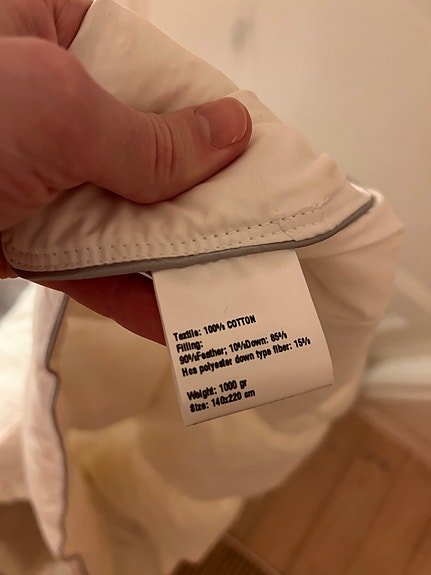 Textile: 100% COTTON
Filling:
90%Feather; 10%Down: 85%
Hcs polyester down type fiber: 15%
Weight: 1000 gr
Size: 140x220 cm